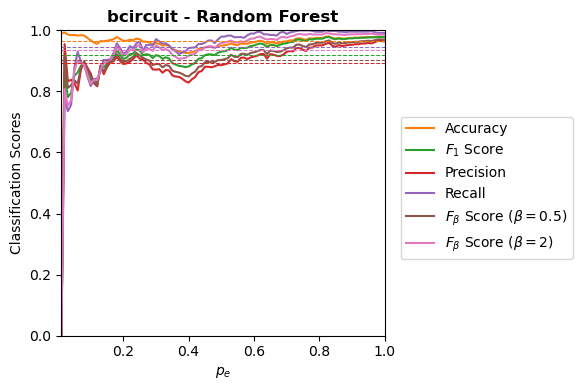 bcircuit - Random Forest
Classification Scores
1.0
0.8
0.6
0.4
0.2
0.0
0.2 0.4 0.6 0.8 1.0
pₑ
Accuracy
F₁ Score
Precision
Recall
Fᵦ Score (β = 0.5)
Fᵦ Score (β = 2)